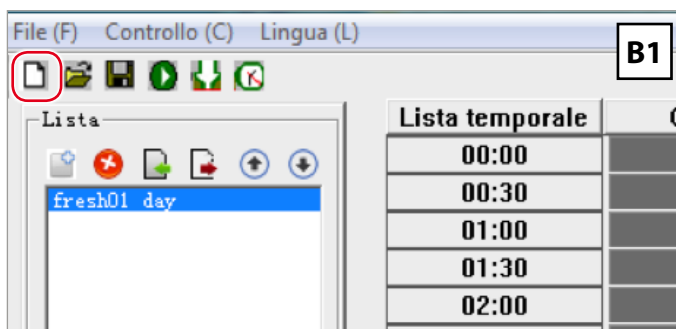 File (F) Controllo (C) Lingua (L)
B1
Lista
fresh01 day
Lista temporale
00:00
00:30
01:00
01:30
02:00